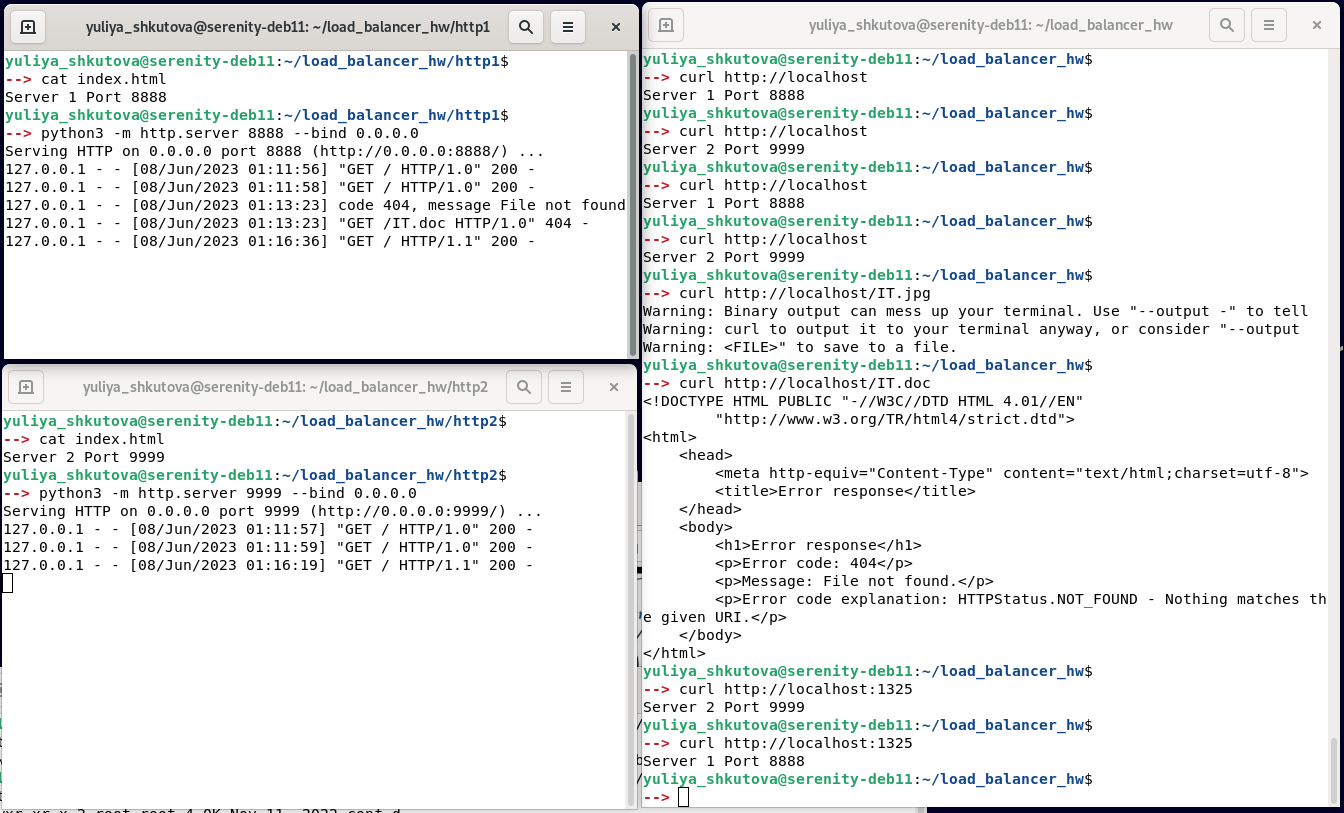 yuliya_shkutova@serenity-deb11: ~/load_balancer_hw/http1
yuliya_shkutova@serenity-deb11:~/load_balancer_hw/http1$
--> cat index.html
Server 1 Port 8888
yuliya_shkutova@serenity-deb11:~/load_balancer_hw/http1$
--> python3 -m http.server 8888 --bind 0.0.0.0
Serving HTTP on 0.0.0.0 port 8888 (http://0.0.0.0:8888/) ...
127.0.0.1 - - [08/Jun/2023 01:11:56] "GET / HTTP/1.0" 200 -
127.0.0.1 - - [08/Jun/2023 01:11:58] "GET / HTTP/1.0" 200 -
127.0.0.1 - - [08/Jun/2023 01:13:23] code 404, message File not found
127.0.0.1 - - [08/Jun/2023 01:13:23] "GET /IT.doc HTTP/1.0" 404 -
127.0.0.1 - - [08/Jun/2023 01:16:36] "GET / HTTP/1.1" 200 -
yuliya_shkutova@serenity-deb11: ~/load_balancer_hw/http2
yuliya_shkutova@serenity-deb11:~/load_balancer_hw/http2$
--> cat index.html
Server 2 Port 9999
yuliya_shkutova@serenity-deb11:~/load_balancer_hw/http2$
--> python3 -m http.server 9999 --bind 0.0.0.0
Serving HTTP on 0.0.0.0 port 9999 (http://0.0.0.0:9999/) ...
127.0.0.1 - - [08/Jun/2023 01:11:57] "GET / HTTP/1.0" 200 -
127.0.0.1 - - [08/Jun/2023 01:11:59] "GET / HTTP/1.0" 200 -
127.0.0.1 - - [08/Jun/2023 01:16:19] "GET / HTTP/1.1" 200 -
yuliya_shkutova@serenity-deb11: ~/load_balancer_hw
yuliya_shkutova@serenity-deb11:~/load_balancer_hw$
--> curl http://localhost
Server 1 Port 8888
yuliya_shkutova@serenity-deb11:~/load_balancer_hw$
--> curl http://localhost
Server 2 Port 9999
yuliya_shkutova@serenity-deb11:~/load_balancer_hw$
--> curl http://localhost
Server 1 Port 8888
yuliya_shkutova@serenity-deb11:~/load_balancer_hw$
--> curl http://localhost
Server 2 Port 9999
yuliya_shkutova@serenity-deb11:~/load_balancer_hw$
--> curl http://localhost/IT.jpg
Warning: Binary output can mess up your terminal. Use "--output -" to tell
Warning: curl to output it to your terminal anyway, or consider "--output
Warning: <FILE>" to save to a file.
yuliya_shkutova@serenity-deb11:~/load_balancer_hw$
--> curl http://localhost/IT.doc
<!DOCTYPE HTML PUBLIC "-//W3C//DTD HTML 4.01//EN"
        "http://www.w3.org/TR/html4/strict.dtd">
<html>
    <head>
        <meta http-equiv="Content-Type" content="text/html;charset=utf-8">
        <title>Error response</title>
    </head>
    <body>
        <h1>Error response</h1>
        <p>Error code: 404</p>
        <p>Message: File not found.</p>
        <p>Error code explanation: HTTPStatus.NOT_FOUND - Nothing matches th
e given URI.</p>
    </body>
</html>
yuliya_shkutova@serenity-deb11:~/load_balancer_hw$
--> curl http://localhost:1325
Server 2 Port 9999
yuliya_shkutova@serenity-deb11:~/load_balancer_hw$
--> curl http://localhost:1325
Server 1 Port 8888
yuliya_shkutova@serenity-deb11:~/load_balancer_hw$
-->